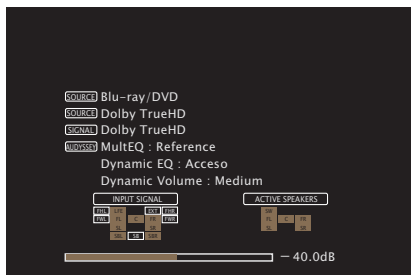 SOURCE Blu-ray/DVD
SOURCE Dolby TrueHD
SIGNAL Dolby TrueHD
AUDYSSEY MultEQ : Reference
Dynamic EQ : Acceso
Dynamic Volume : Medium
INPUT SIGNAL ACTIVE SPEAKERS
FHL LFE EXT FHR SW
FWL FL C FR FWR FL C FR
SL SR SL SR
SBL SB SBR
-40.0dB